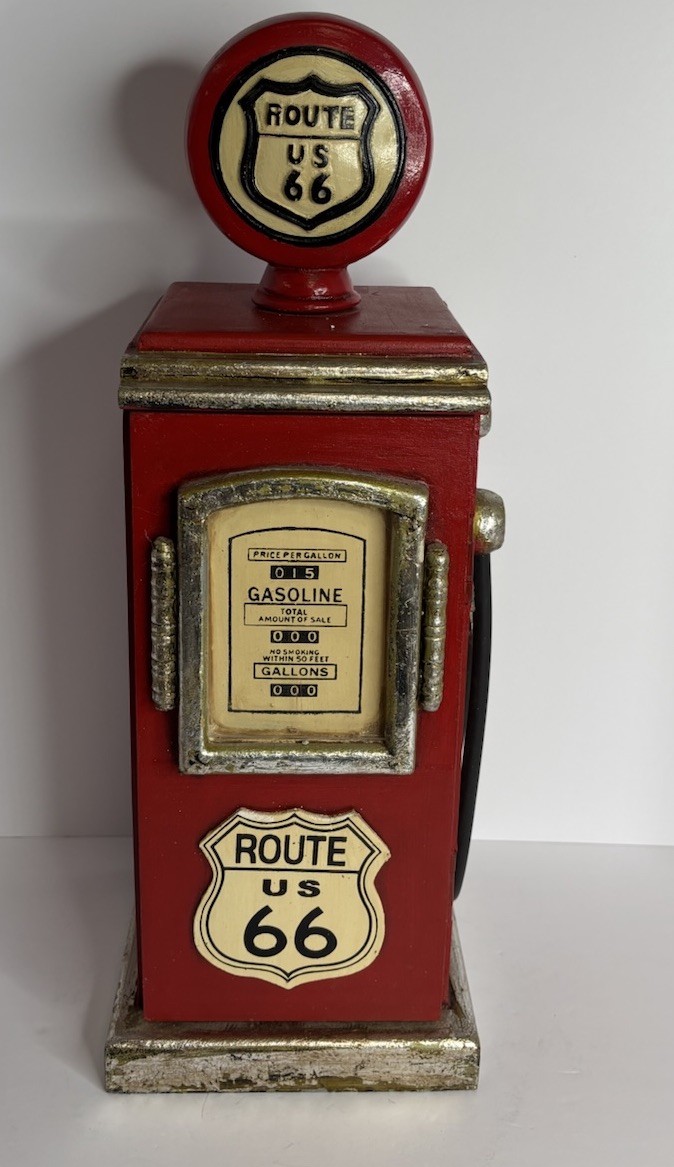 ROUTE
US
66
PRICE PER GALLON
015
GASOLINE
TOTAL
AMOUNT OF SALE
000
NO SMOKING
WITHIN 50 FEET
GALLONS
000
ROUTE
US
66